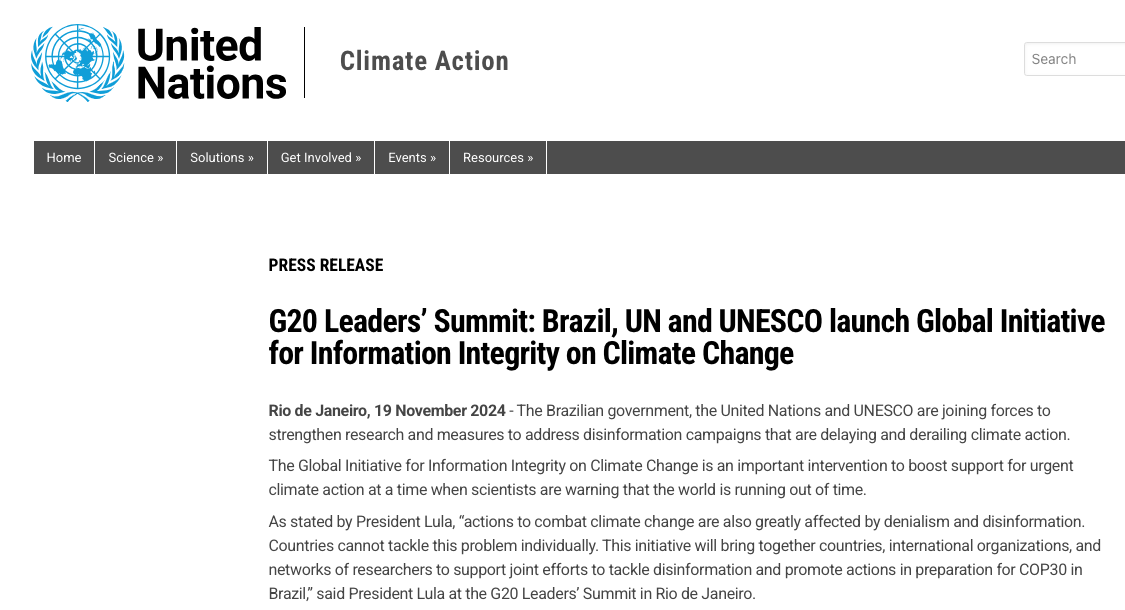 United
Nations
Climate Action
Search
Home
Science »
Solutions »
Get Involved »
Events »
Resources »
PRESS RELEASE
G20 Leaders’ Summit: Brazil, UN and UNESCO launch Global Initiative
for Information Integrity on Climate Change
Rio de Janeiro, 19 November 2024 - The Brazilian government, the United Nations and UNESCO are joining forces to
strengthen research and measures to address disinformation campaigns that are delaying and derailing climate action.
The Global Initiative for Information Integrity on Climate Change is an important intervention to boost support for urgent
climate action at a time when scientists are warning that the world is running out of time.
As stated by President Lula, “actions to combat climate change are also greatly affected by denialism and disinformation.
Countries cannot tackle this problem individually. This initiative will bring together countries, international organizations, and
networks of researchers to support joint efforts to tackle disinformation and promote actions in preparation for COP30 in
Brazil,” said President Lula at the G20 Leaders’ Summit in Rio de Janeiro.